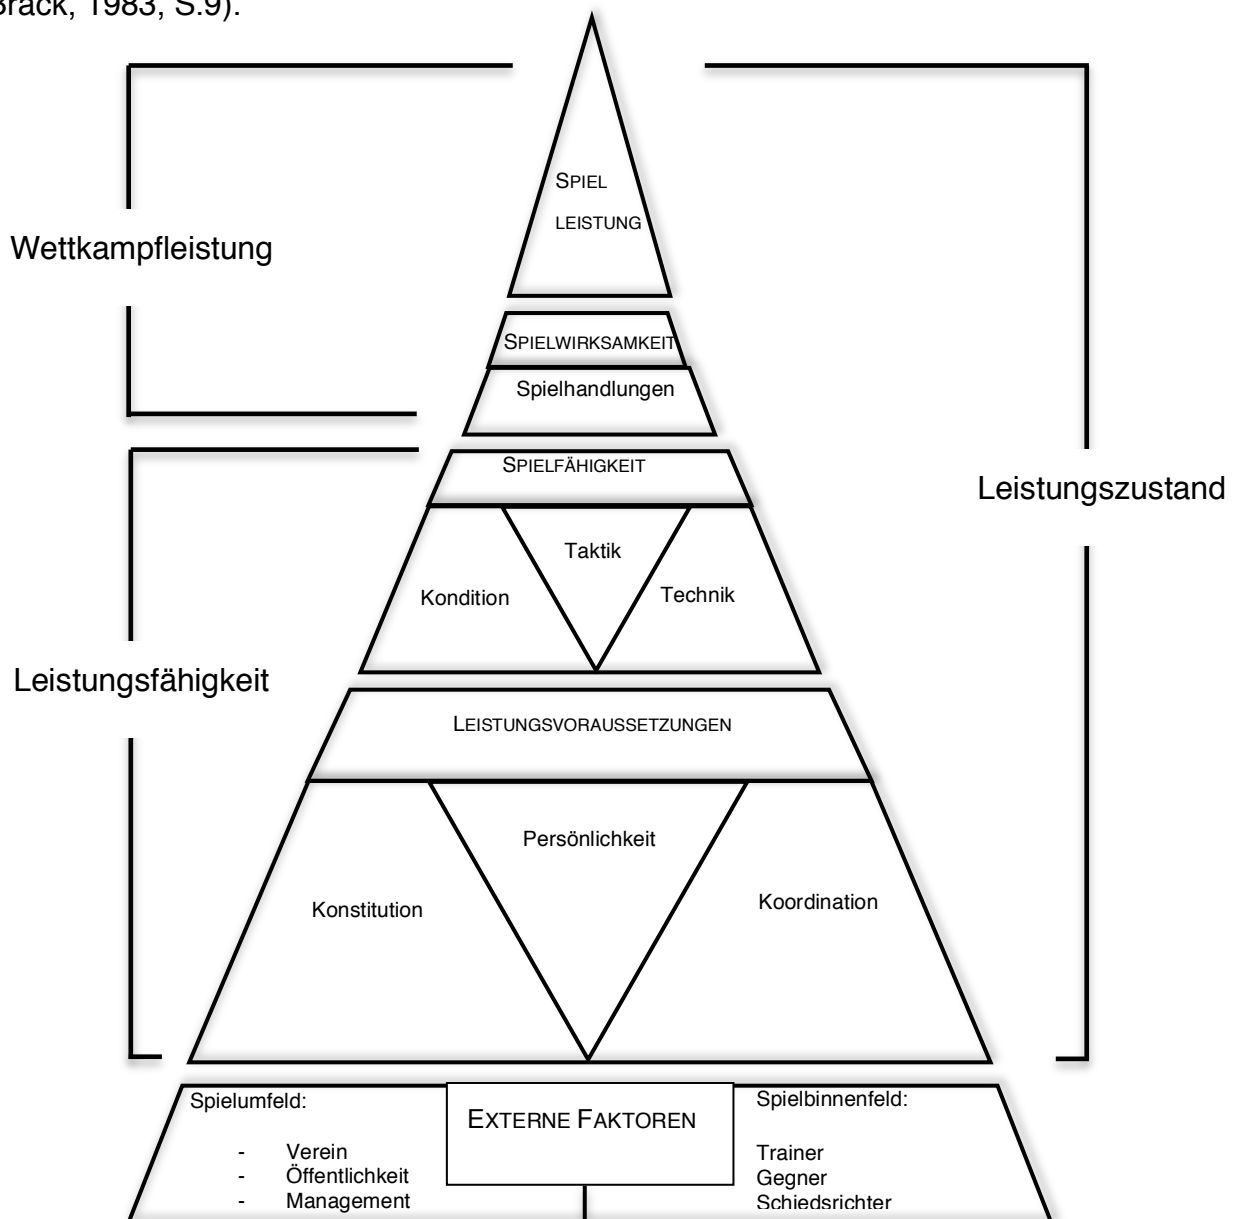 Brack, 1983, S.9).
SPIEL
LEISTUNG
Wettkampfleistung
SPIELWIRKSAMKEIT
Spielhandlungen
SPIELFÄHIGKEIT
Leistungszustand
Taktik
Kondition
Technik
Leistungsfähigkeit
LEISTUNGSVORAUSSETZUNGEN
Persönlichkeit
Konstitution
Koordination
EXTERNE FAKTOREN
Spielumfeld:
- Verein
- Öffentlichkeit
- Management
Spielbinnenfeld:
Trainer
Gegner
Schiedsrichter